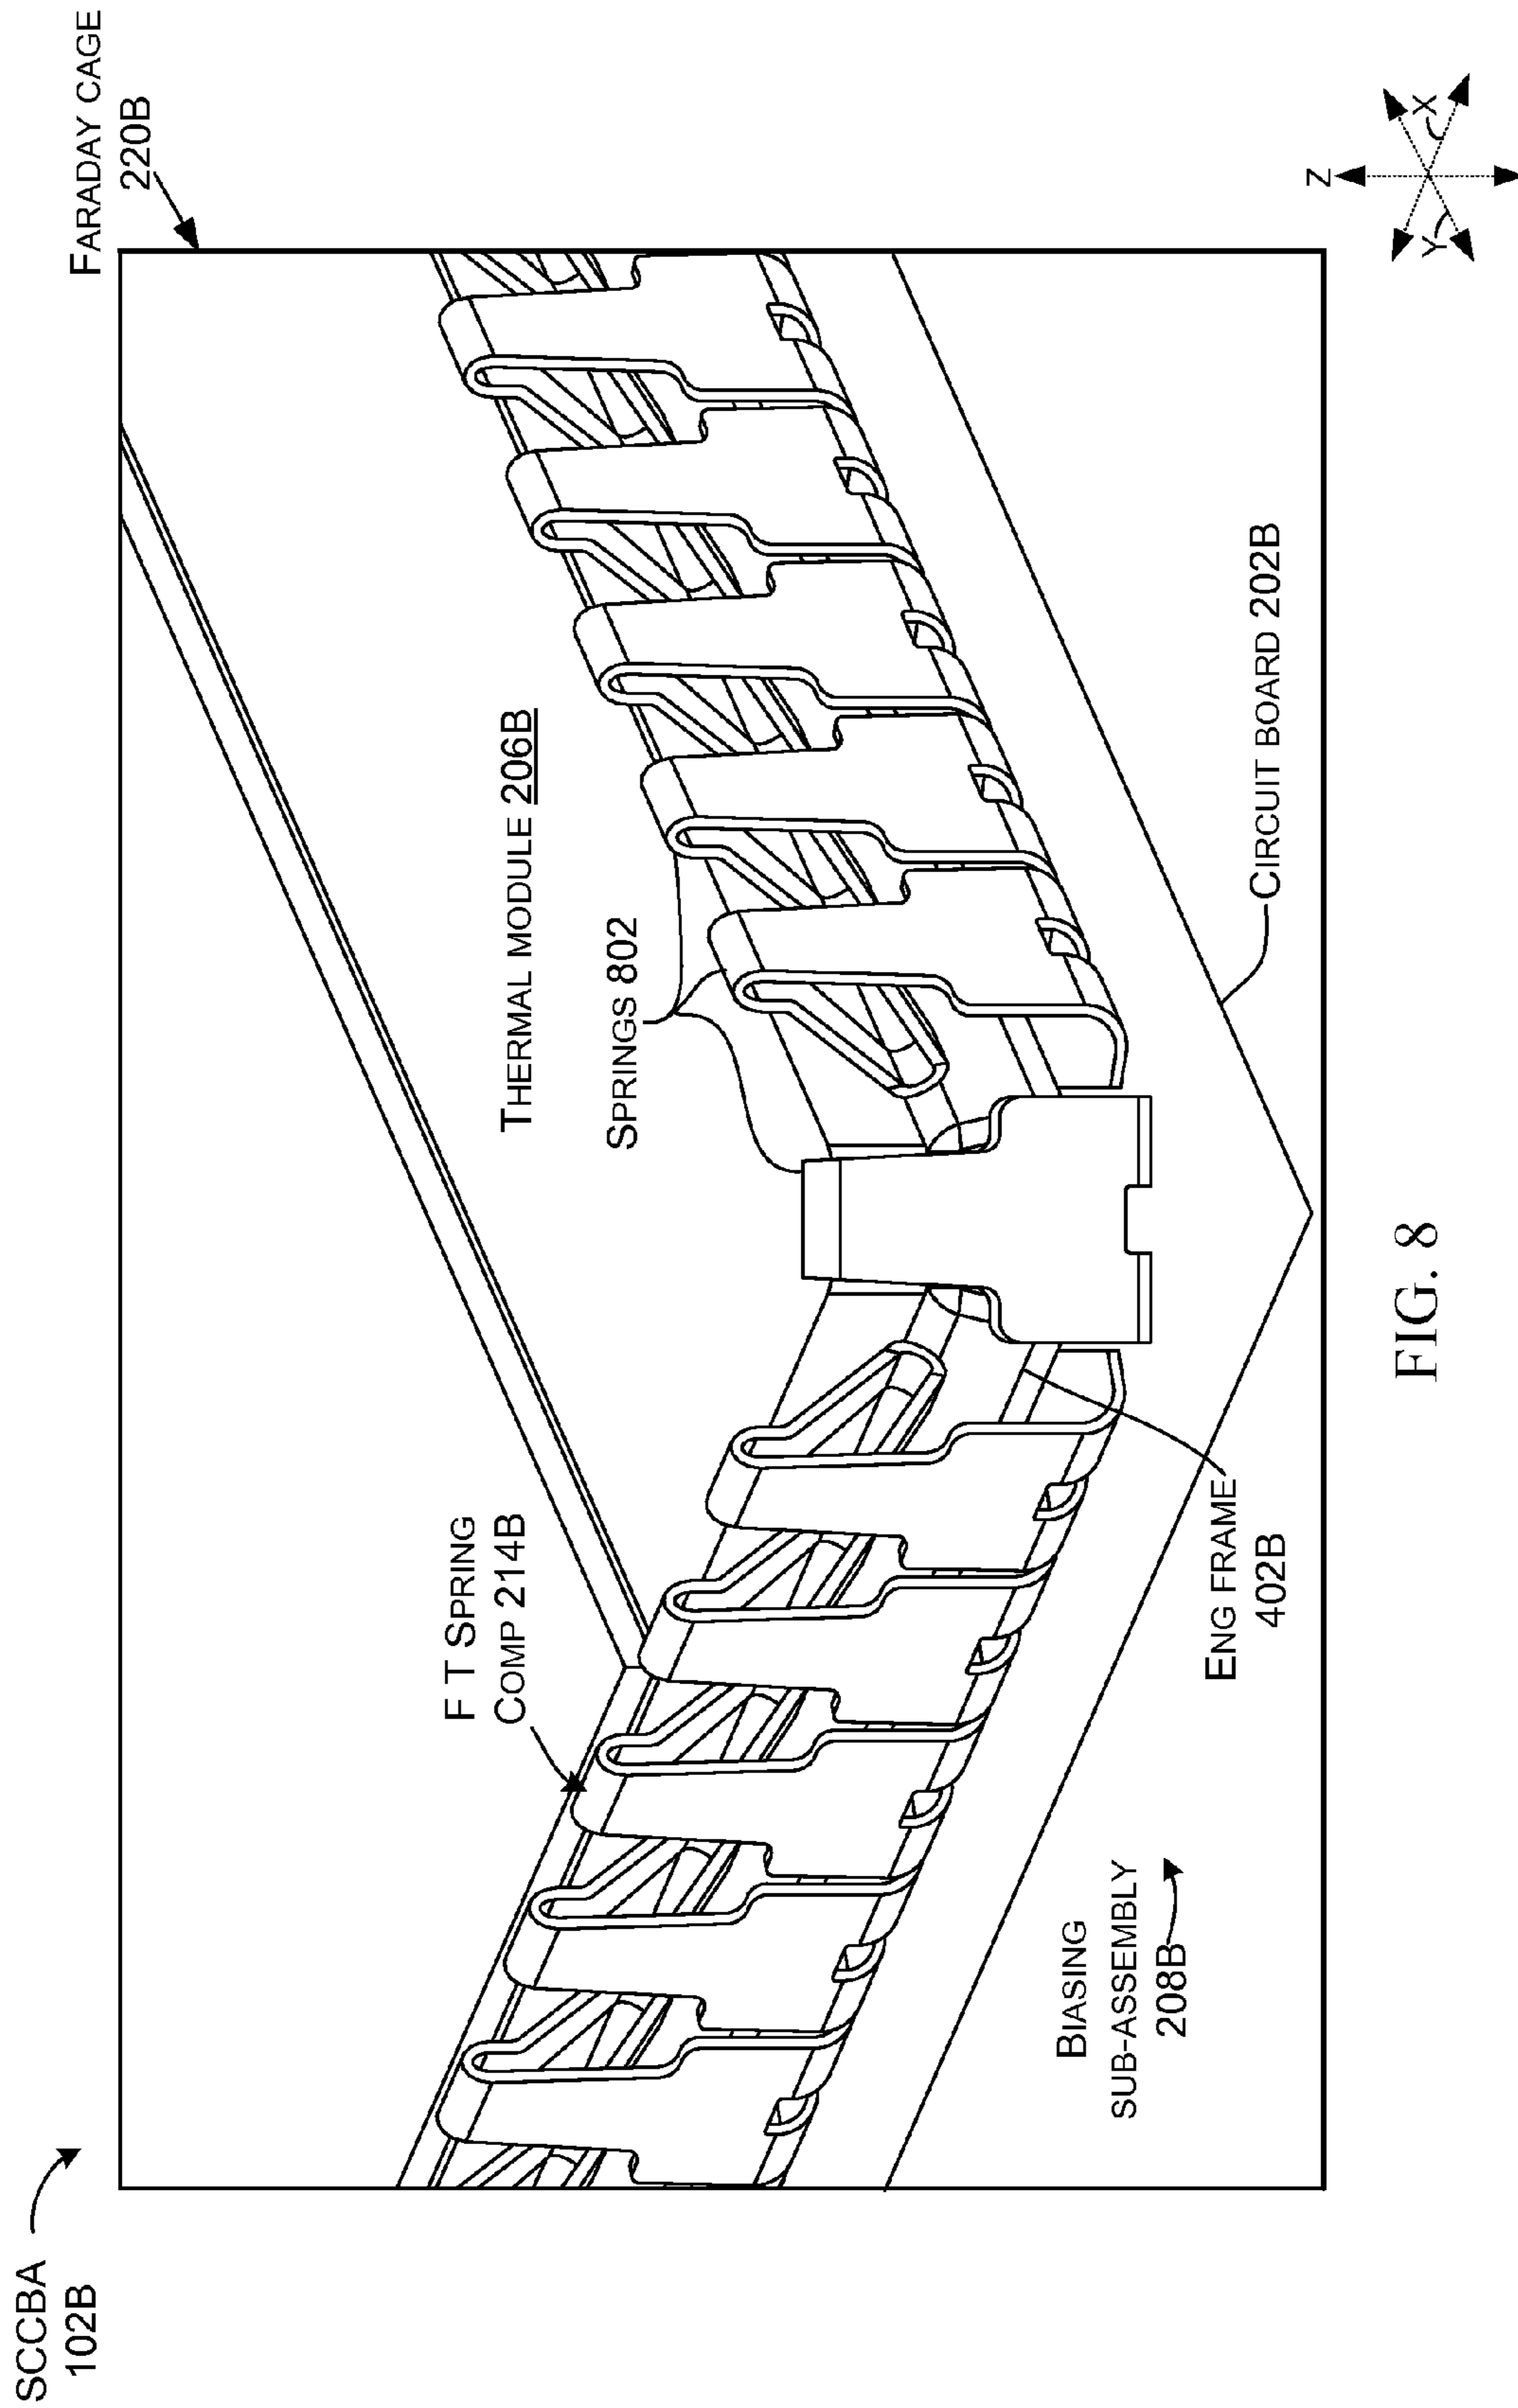 SCCBA
102B
FARADAY CAGE
220B
F T SPRING
COMP 214B
THERMAL MODULE 206B
SPRINGS 802
BIASING
SUB-ASSEMBLY
208B
ENG FRAME
402B
CIRCUIT BOARD 202B
Z
Y
X
FIG. 8